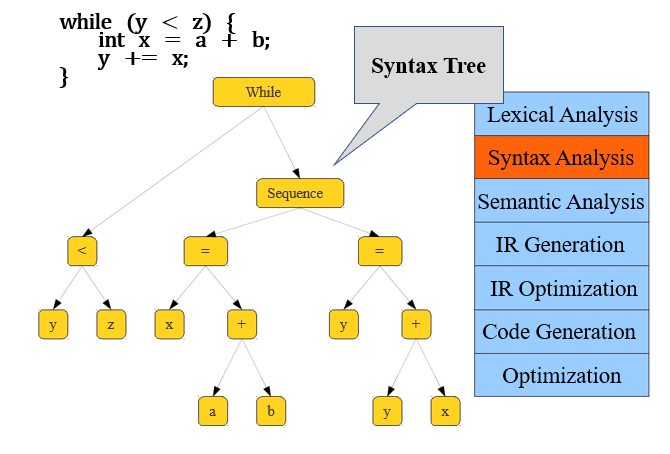 while (y < z) {
int x = a + b;
y += x;
}
Syntax Tree
While
Sequence
<
=
=
y
z
x
+
y
+
a
b
y
x
Lexical Analysis
Syntax Analysis
Semantic Analysis
IR Generation
IR Optimization
Code Generation
Optimization